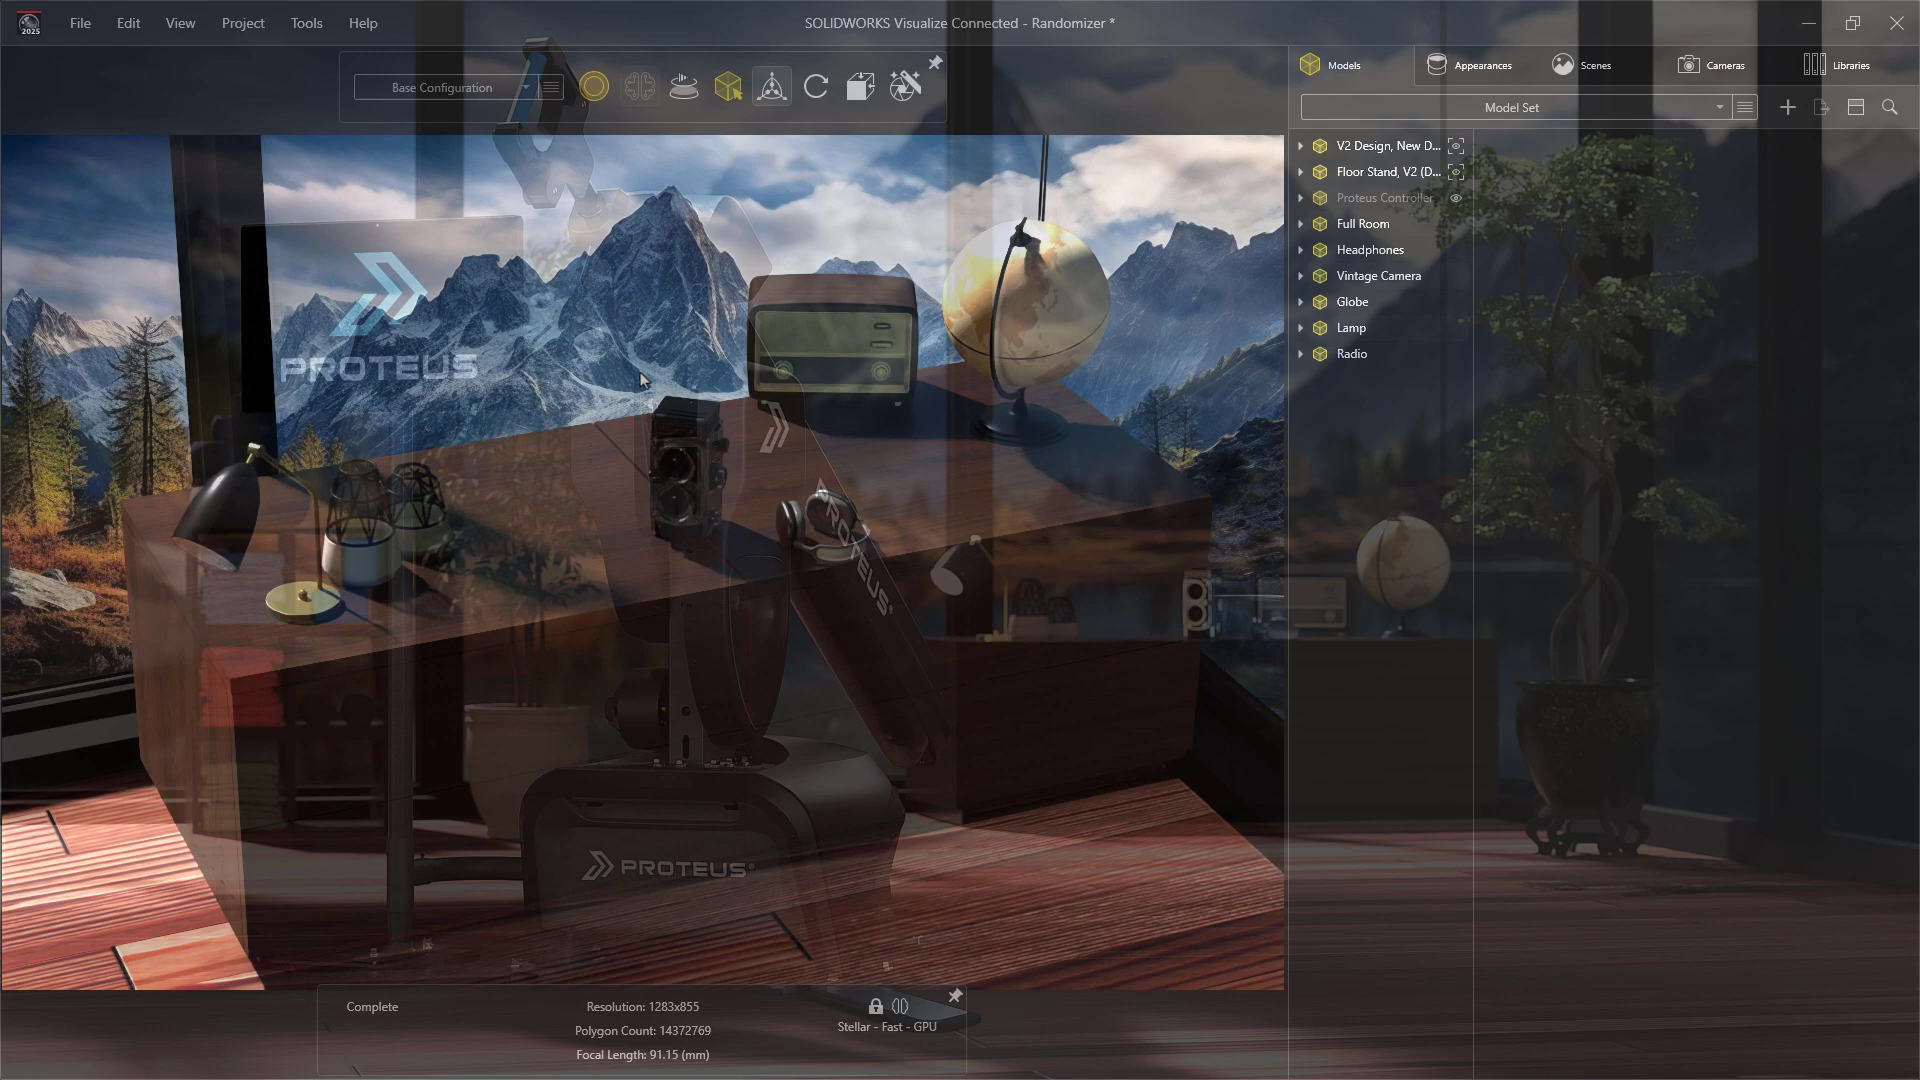 2025
File Edit View Project Tools Help
SOLIDWORKS Visualize Connected - Randomizer *
Base Configuration
Models Appearances Scenes Cameras Libraries
Model Set
V2 Design, New D...
Floor Stand, V2 (D...
Proteus Controller
Full Room
Headphones
Vintage Camera
Globe
Lamp
Radio
PROTEUS
PROTEUS
PROTEUS
Complete
Resolution: 1283x855
Polygon Count: 14372769
Focal Length: 91.15 (mm)
Stellar - Fast - GPU